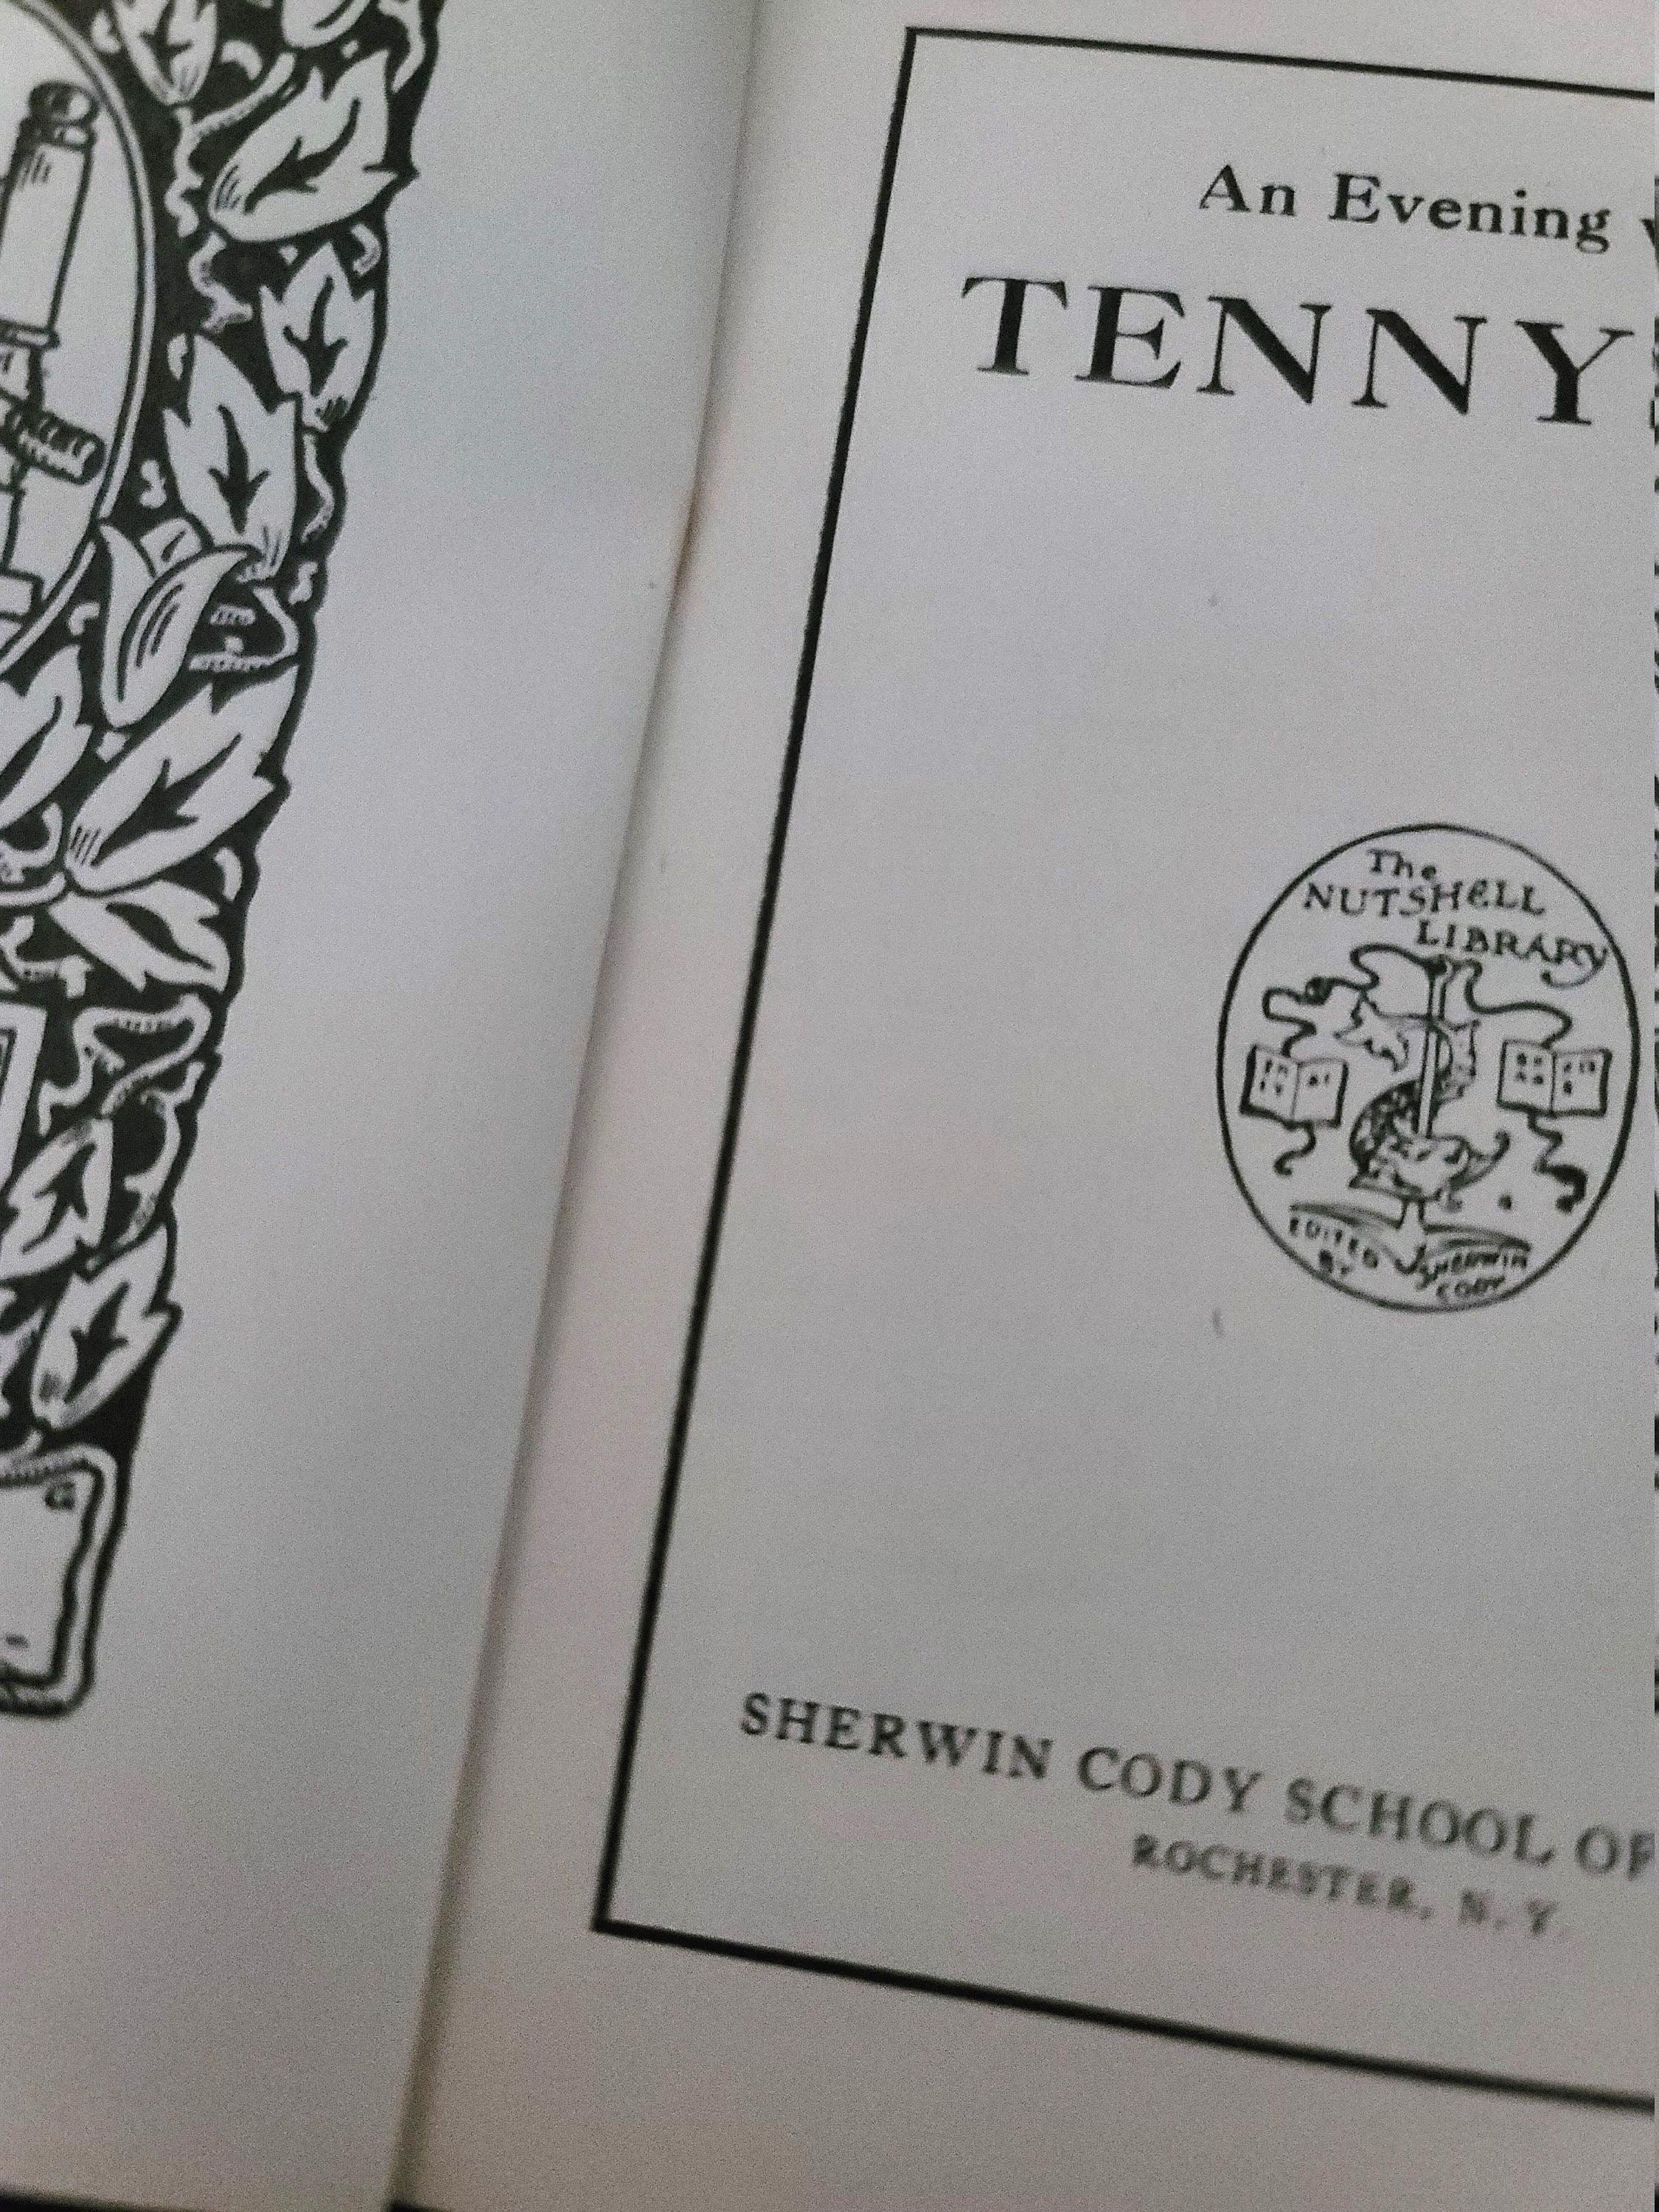 An Evening
TENNY
The
NUTSHELL
LIBRARY
EDITED
BY
SHERWIN
CODY
SHERWIN CODY SCHOOL OF
ROCHESTER, N. Y.
G